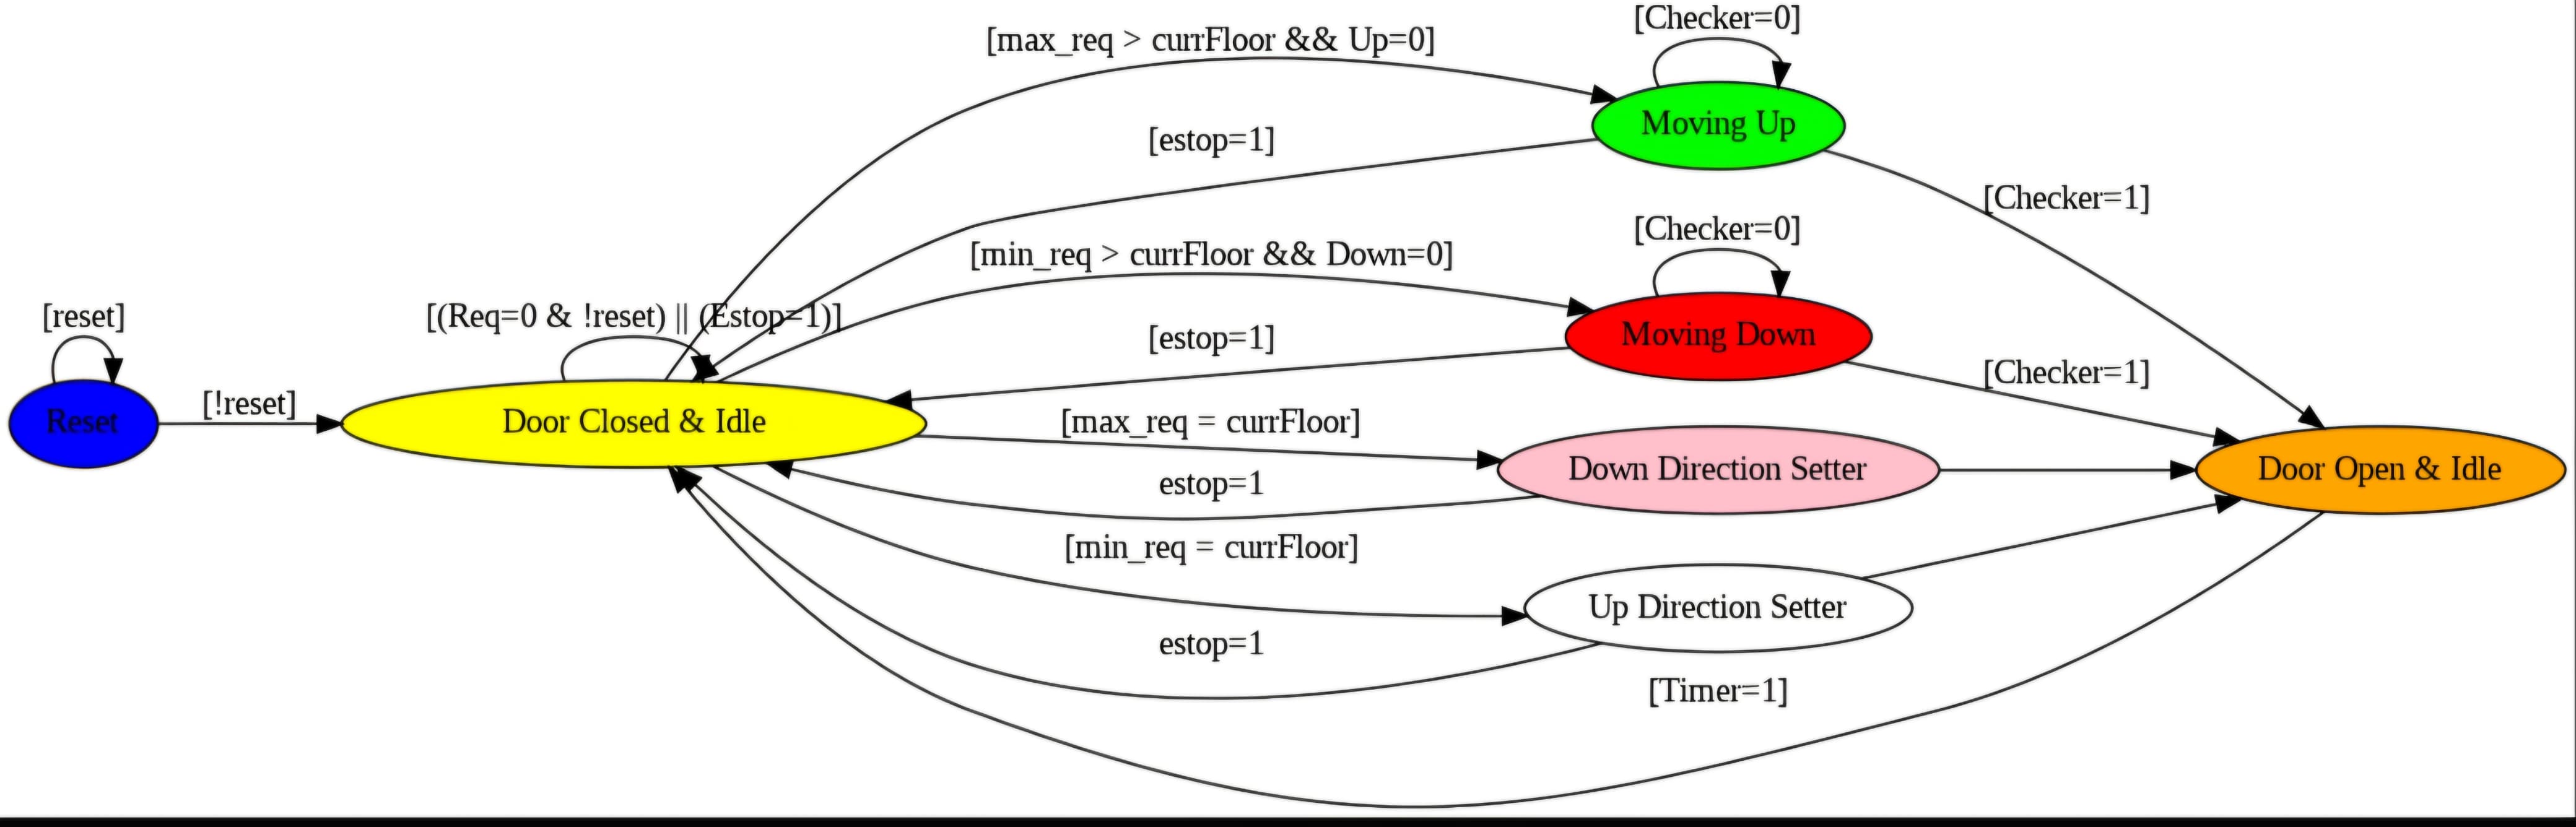 [Checker=0]
[max_req > currFloor && Up=0]
Moving Up
[estop=1]
[Checker=1]
[Checker=0]
[min_req > currFloor && Down=0]
[reset]
[(Req=0 & !reset) || (Estop=1)]
[estop=1]
Moving Down
[Checker=1]
[!reset]
Reset
Door Closed & Idle
[max_req = currFloor]
Down Direction Setter
Door Open & Idle
estop=1
[min_req = currFloor]
Up Direction Setter
estop=1
[Timer=1]